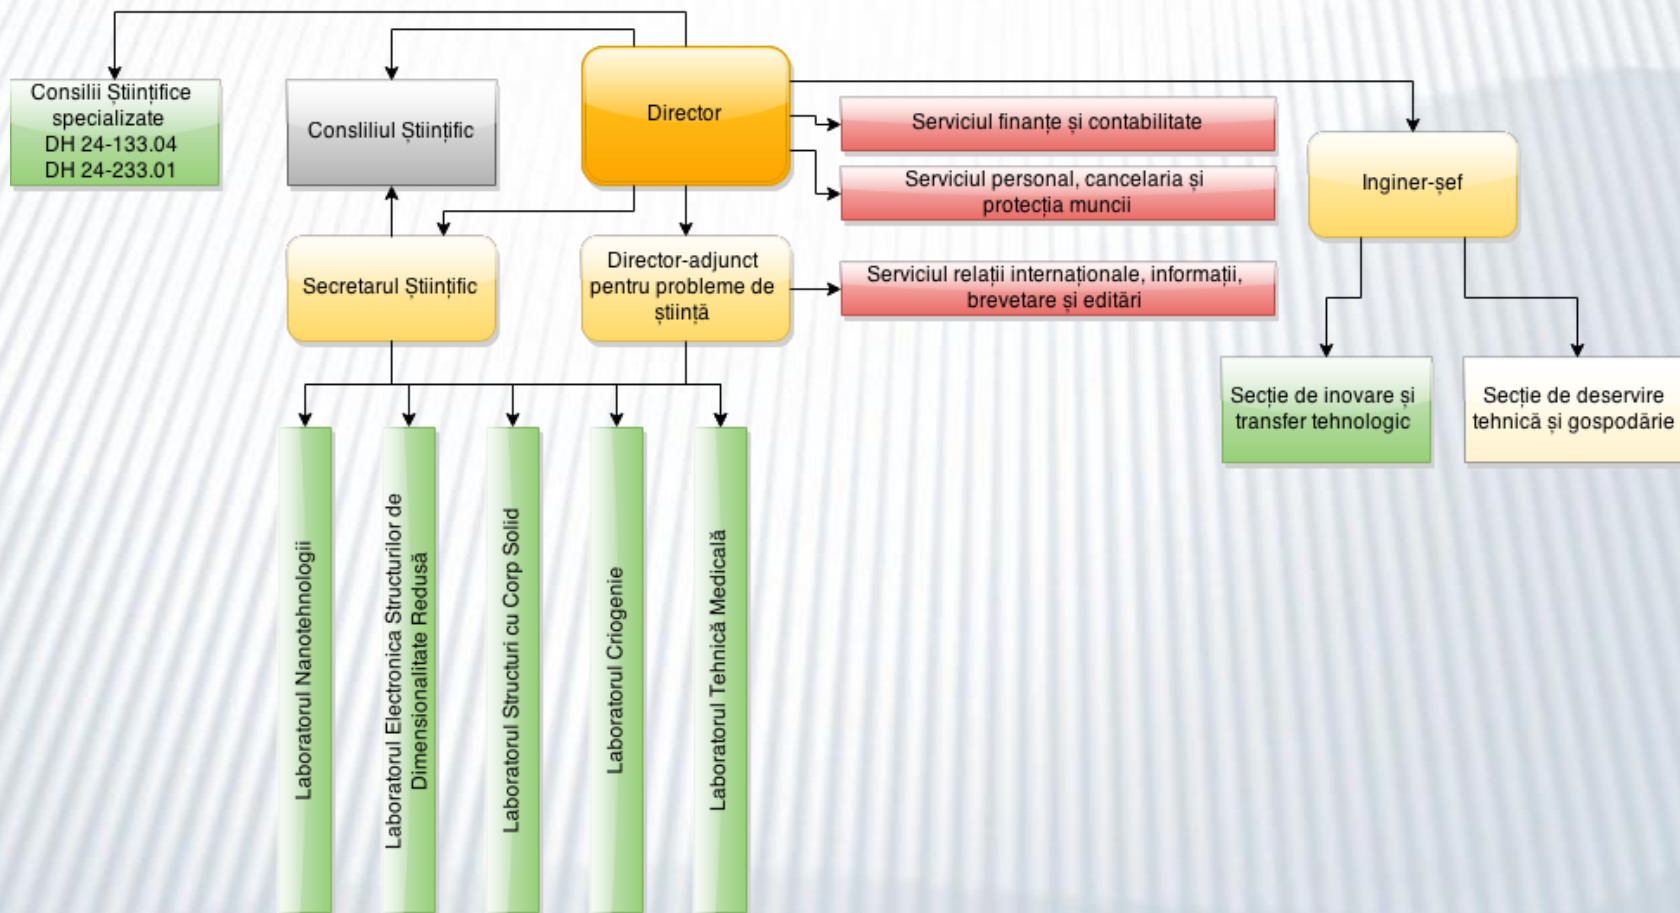 Consilii Științifice
specializate
DH 24-133.04
DH 24-233.01
Consliliul Științific
Director
Serviciul finanțe și contabilitate
Serviciul personal, cancelaria și
protecția muncii
Inginer-șef
Secretarul Științific
Director-adjunct
pentru probleme de
știință
Serviciul relații internaționale, informații,
brevetare și editări
Secție de inovare și
transfer tehnologic
Secție de deservire
tehnică și gospodărie
Laboratorul Nanotehnologii
Laboratorul Electronica Structurilor de
Dimensionalitate Redusă
Laboratorul Structuri cu Corp Solid
Laboratorul Criogenie
Laboratorul Tehnică Medicală